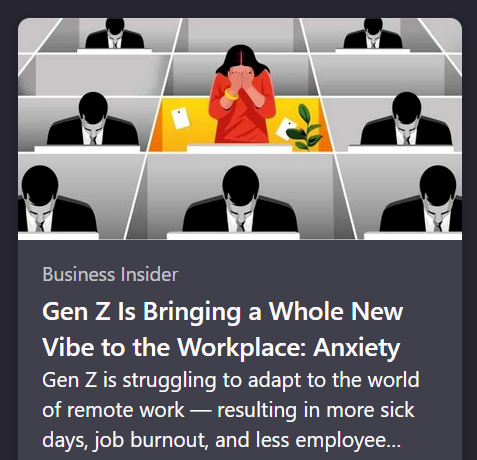 Business Insider
Gen Z Is Bringing a Whole New
Vibe to the Workplace: Anxiety
Gen Z is struggling to adapt to the world
of remote work — resulting in more sick
days, job burnout, and less employee...